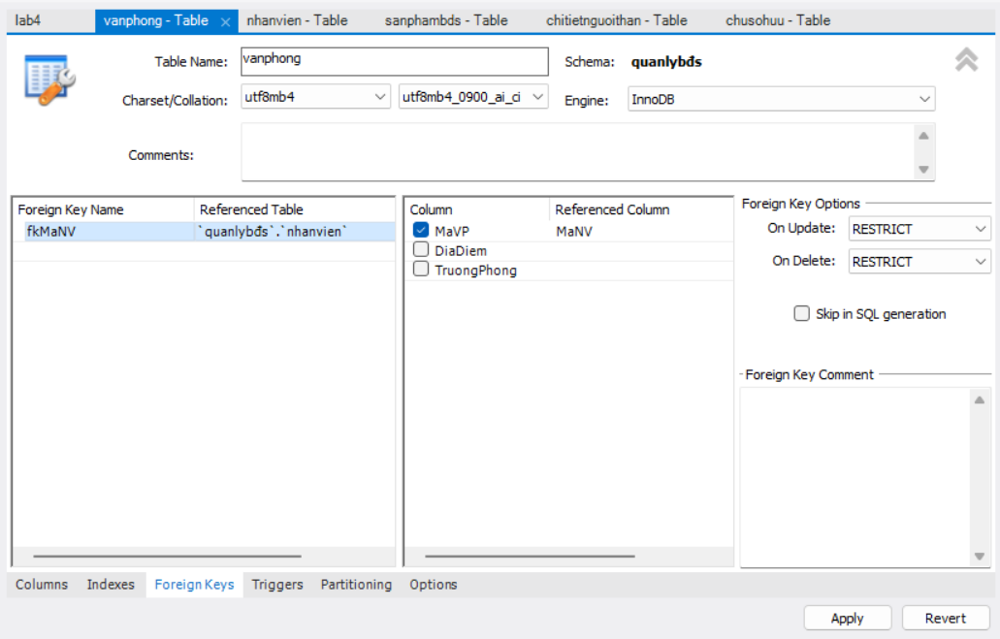 lab4 vanphong - Table × nhanvien - Table sanphambds - Table chitietnguoithan - Table chusohuu - Table
Table Name: vanphong Schema: quanlybđs
Charset/Collation: utf8mb4 utf8mb4_0900_ai_ci Engine: InnoDB
Comments:
Foreign Key Name Referenced Table
fkMaNV `quanlybđs`.`nhanvien`
Column Referenced Column
MaVP MaNV
DiaDiem
TruongPhong
Foreign Key Options
On Update: RESTRICT
On Delete: RESTRICT
Skip in SQL generation
Foreign Key Comment
Columns Indexes Foreign Keys Triggers Partitioning Options
Apply Revert